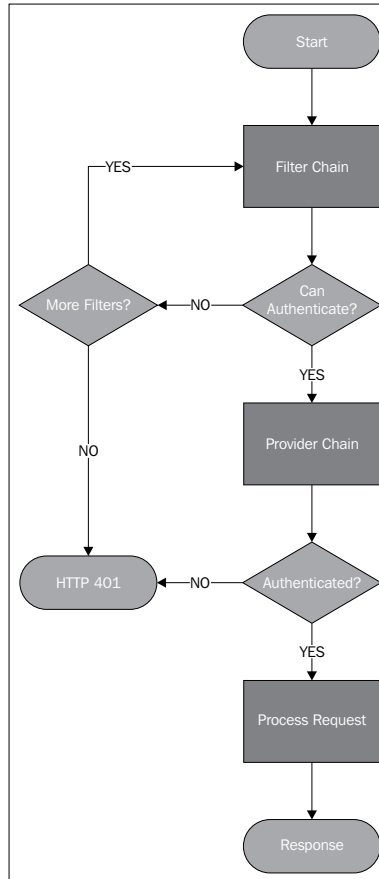 Start
YES
Filter Chain
More Filters?
NO
Can
Authenticate?
YES
NO
Provider Chain
HTTP 401
NO
Authenticated?
YES
Process Request
Response